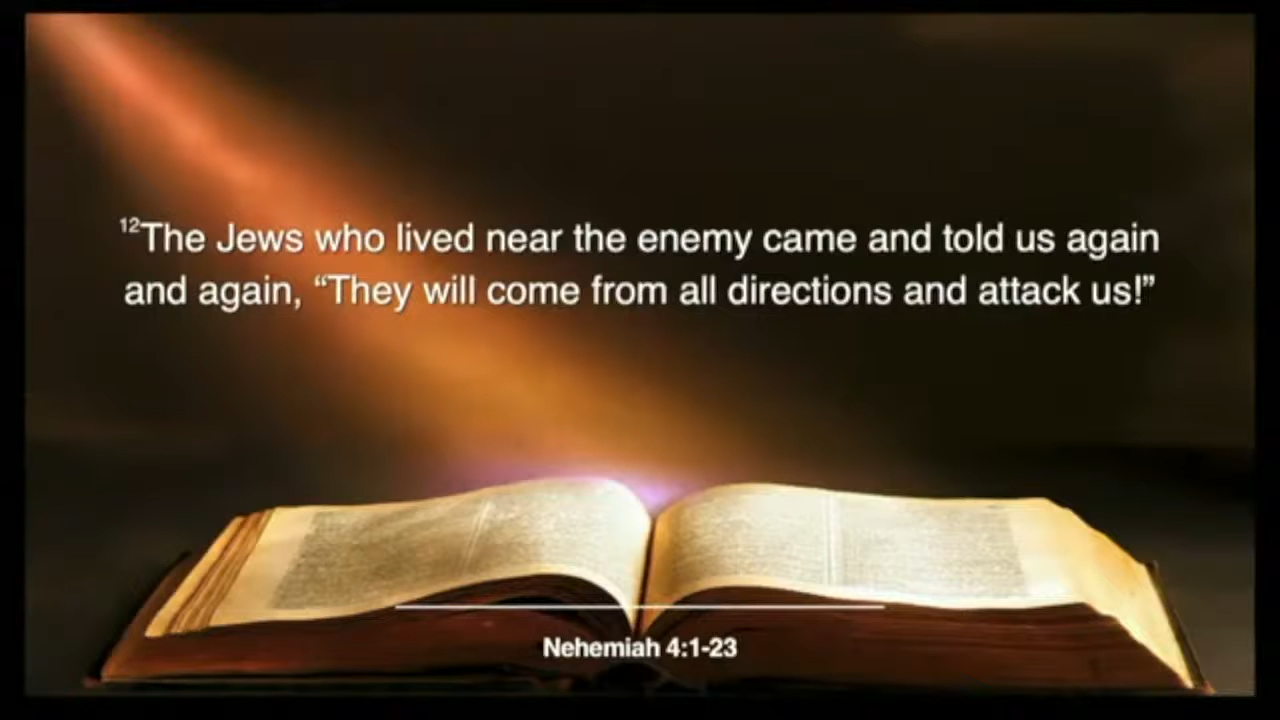 ¹²The Jews who lived near the enemy came and told us again
and again, “They will come from all directions and attack us!”
Nehemiah 4:1-23